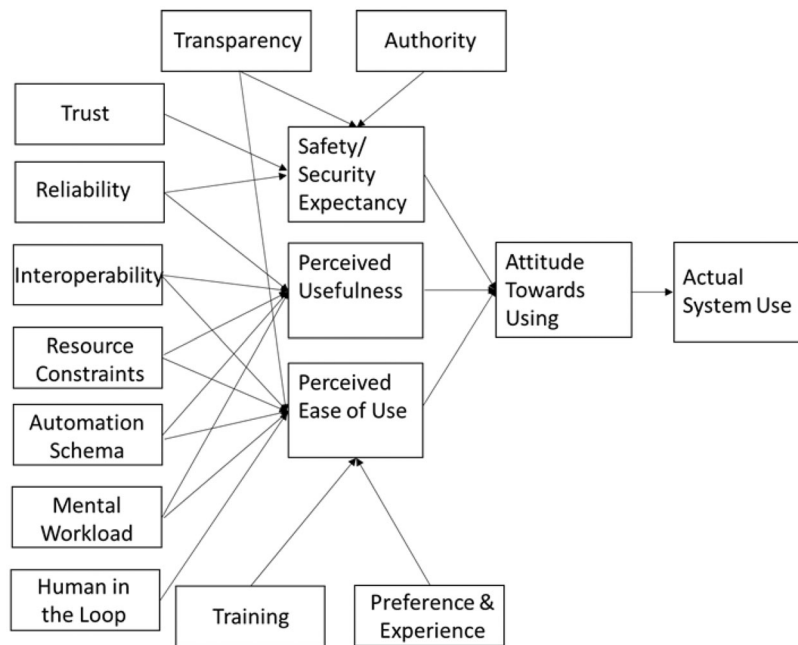 Transparency
Authority
Trust
Safety/
Security
Expectancy
Reliability
Interoperability
Perceived
Usefulness
Attitude
Towards
Using
Actual
System Use
Resource
Constraints
Perceived
Ease of Use
Automation
Schema
Mental
Workload
Human in
the Loop
Training
Preference &
Experience